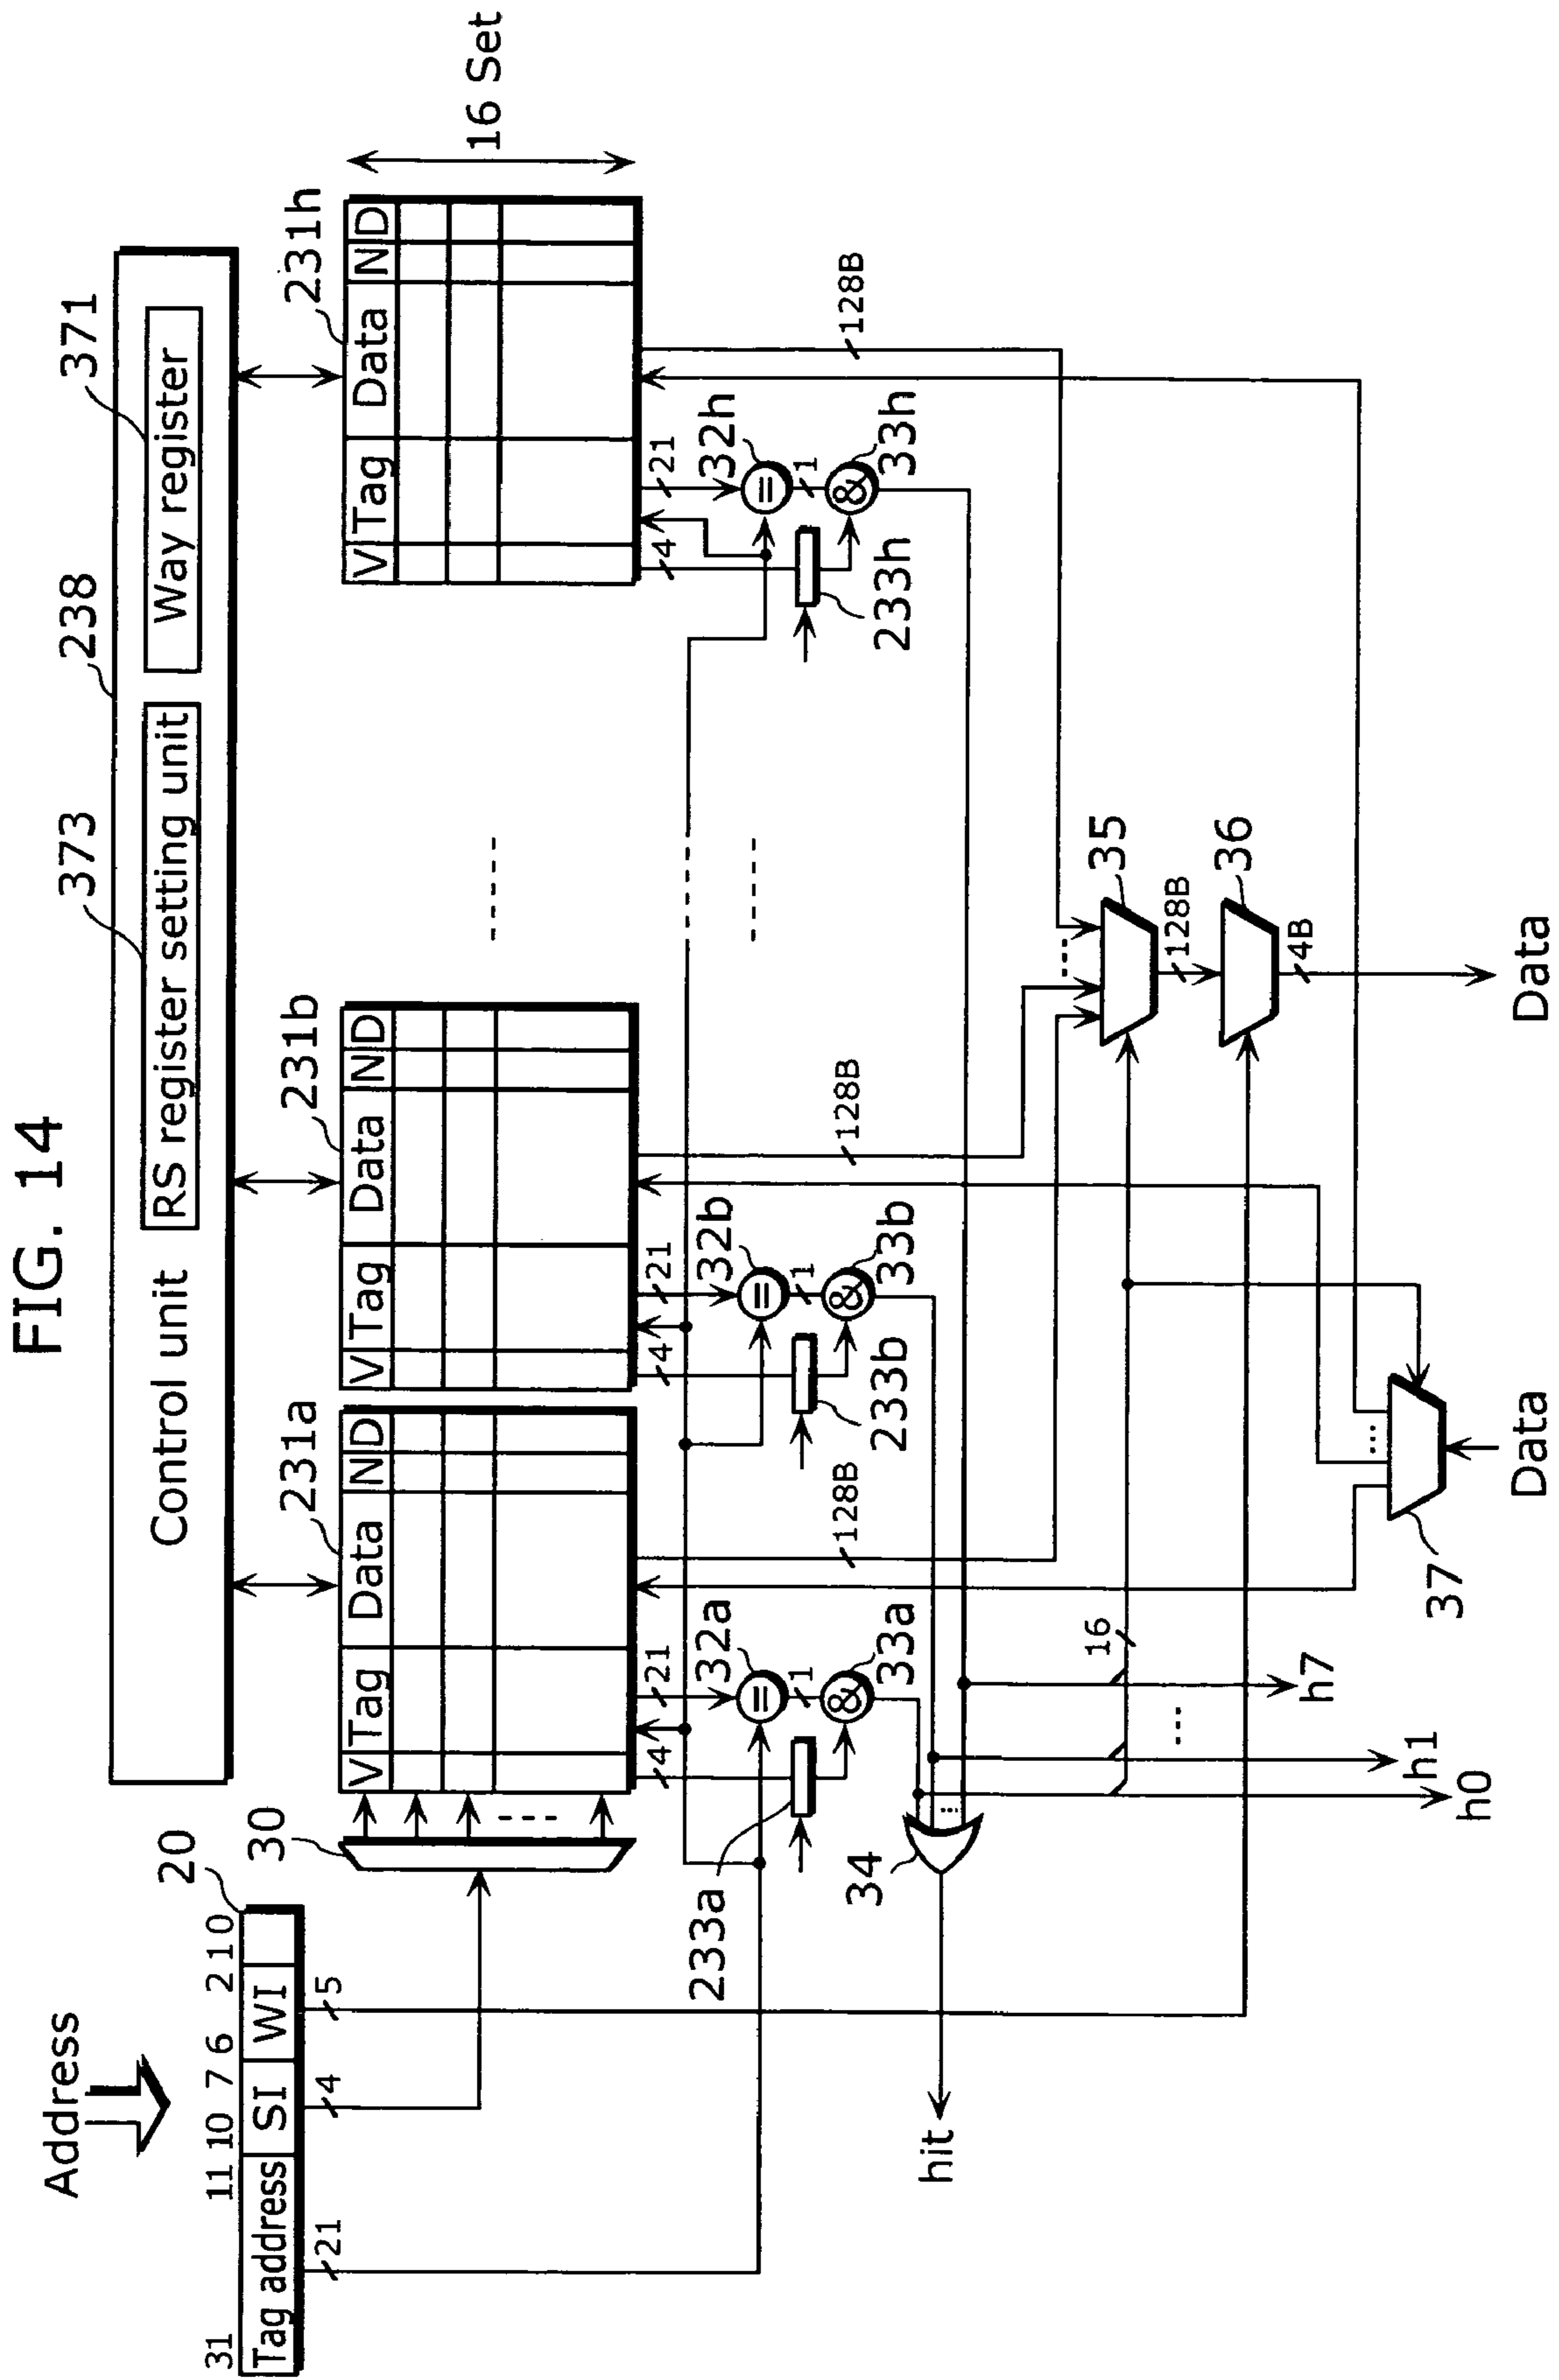 FIG. 14
Address
20
31 11 10 7 6 2 1 0
Tag address SI WI
21 4 5
238
373
371
Control unit
RS register setting unit
Way register
30
231a
V Tag Data N D
231b
V Tag Data N D
231h
V Tag Data N D
16 Set
4 21
32a
=
1
&
33a
233a
128B
4 21
32b
=
1
&
33b
233b
128B
4 21
32h
=
1
&
33h
233h
128B
34
hit
h0
h1
h7
16
35
128B
36
4B
Data
37
Data